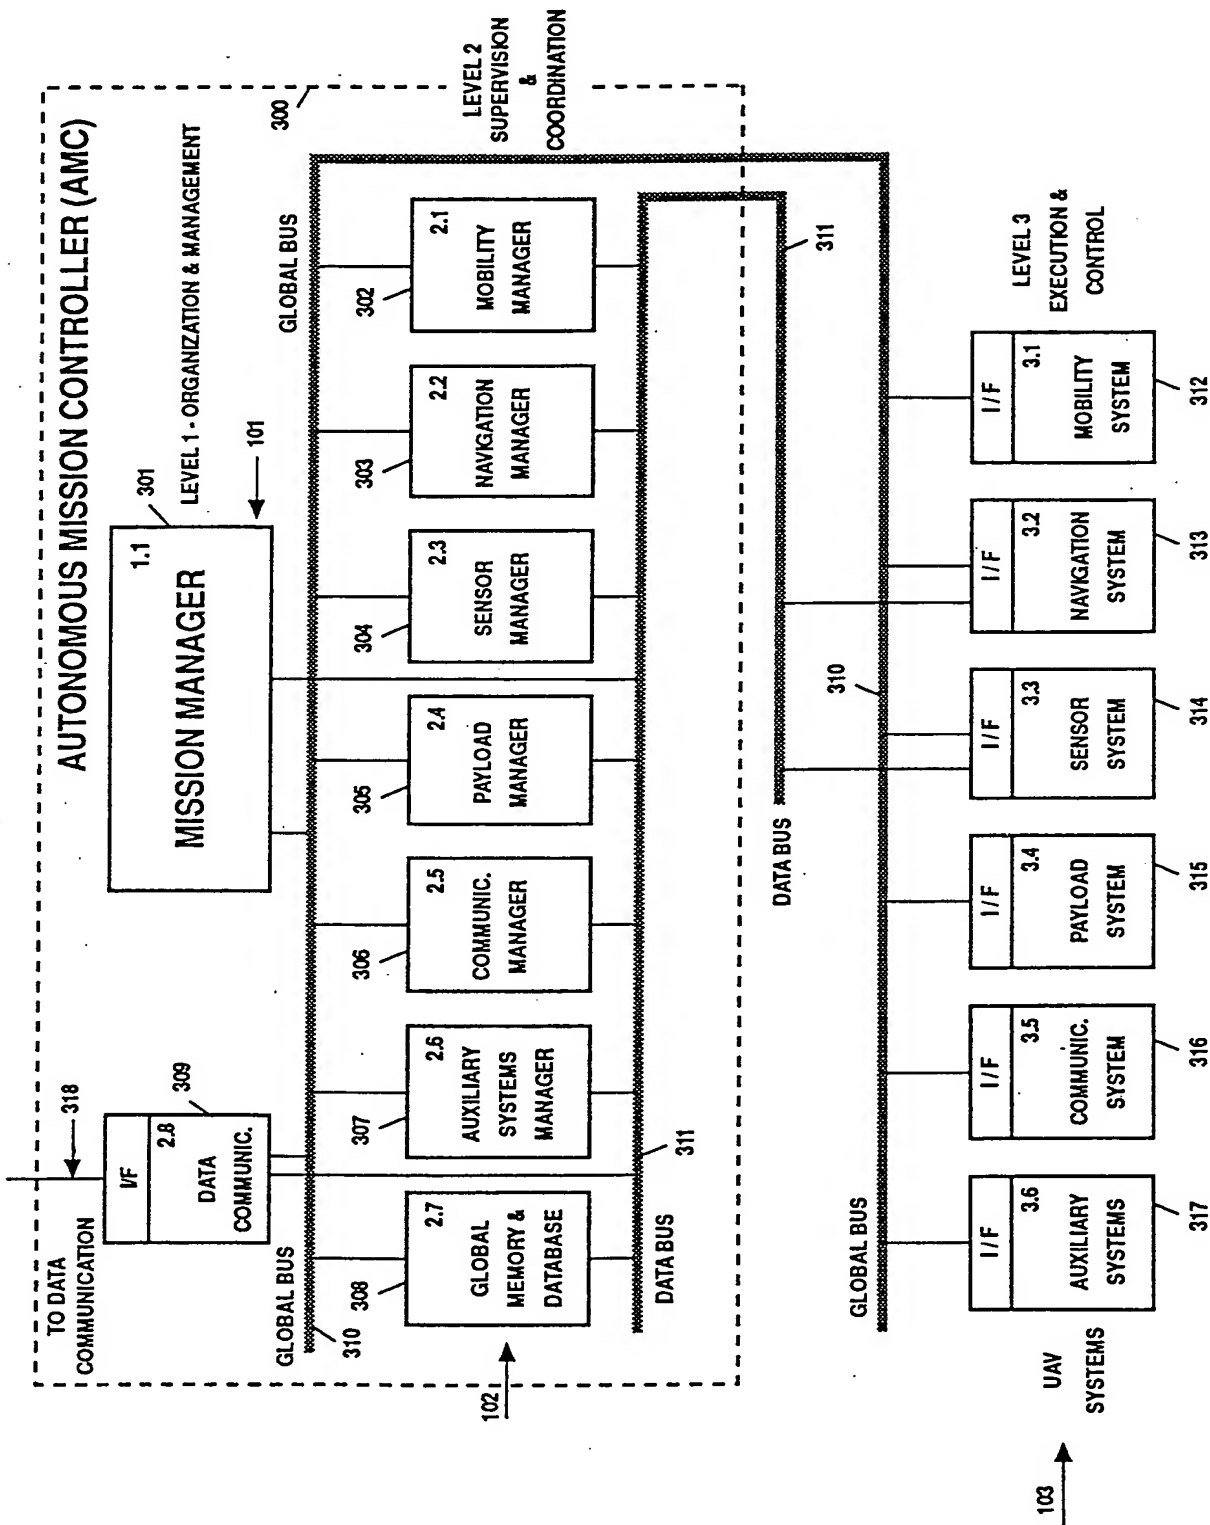 AUTONOMOUS MISSION CONTROLLER (AMC)
TO DATA
COMMUNICATION
318
I/F
2.8
DATA
COMMUNIC.
309
1.1
MISSION MANAGER
301
LEVEL 1 - ORGANIZATION & MANAGEMENT
101
300
GLOBAL BUS
310
GLOBAL BUS
LEVEL 2
SUPERVISION
&
COORDINATION
308
2.7
GLOBAL
MEMORY &
DATABASE
307
2.6
AUXILIARY
SYSTEMS
MANAGER
306
2.5
COMMUNIC.
MANAGER
305
2.4
PAYLOAD
MANAGER
304
2.3
SENSOR
MANAGER
303
2.2
NAVIGATION
MANAGER
302
2.1
MOBILITY
MANAGER
102
DATA BUS
311
DATA BUS
311
GLOBAL BUS
310
LEVEL 3
EXECUTION &
CONTROL
UAV
SYSTEMS
103
I/F
3.6
AUXILIARY
SYSTEMS
317
I/F
3.5
COMMUNIC.
SYSTEM
316
I/F
3.4
PAYLOAD
SYSTEM
315
I/F
3.3
SENSOR
SYSTEM
314
I/F
3.2
NAVIGATION
SYSTEM
313
I/F
3.1
MOBILITY
SYSTEM
312